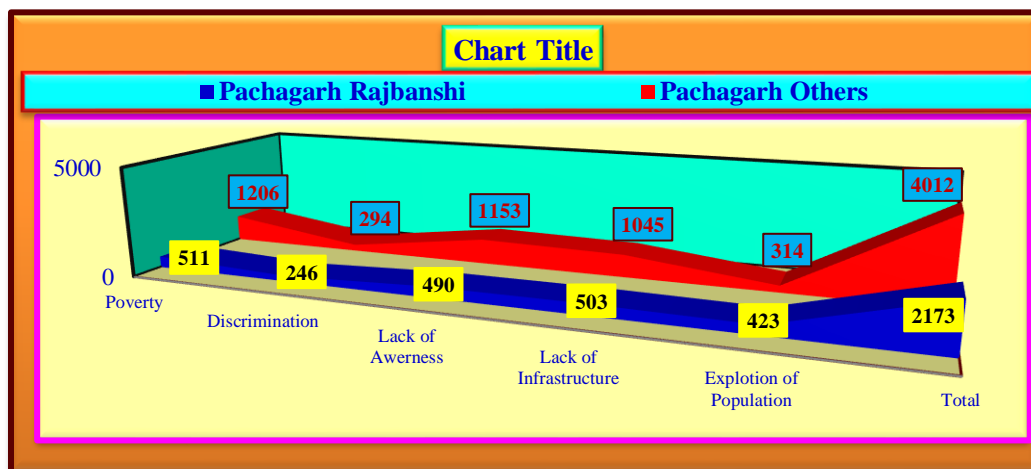 Chart Title
Pachagarh Rajbanshi Pachagarh Others
5000
0
1206
294
1153
1045
314
4012
511
246
490
503
423
2173
Poverty
Discrimination
Lack of
Awerness
Lack of
Infrastructure
Explotion of
Population
Total